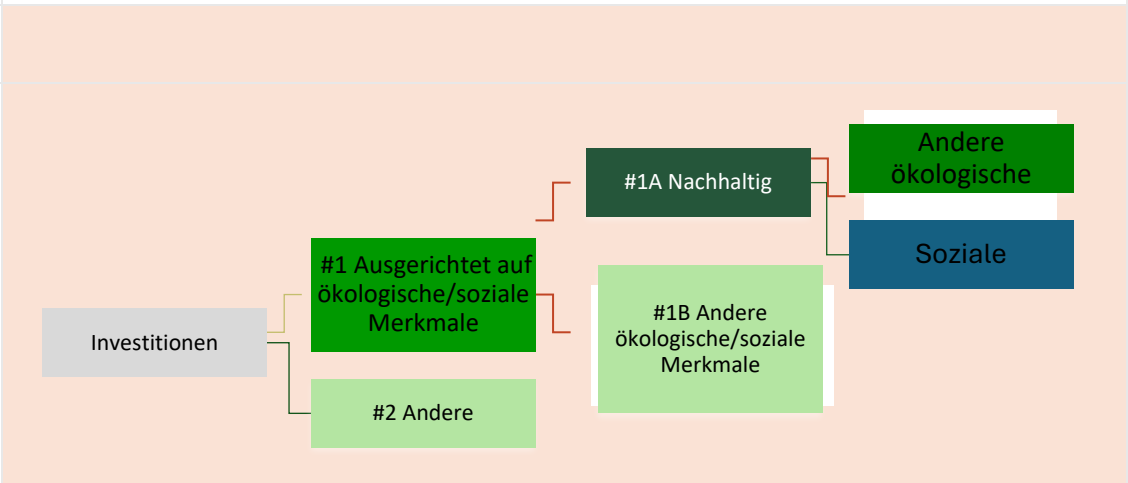 Investitionen
#1 Ausgerichtet auf
ökologische/soziale
Merkmale
#2 Andere
#1A Nachhaltig
#1B Andere
ökologische/soziale
Merkmale
Andere
ökologische
Soziale